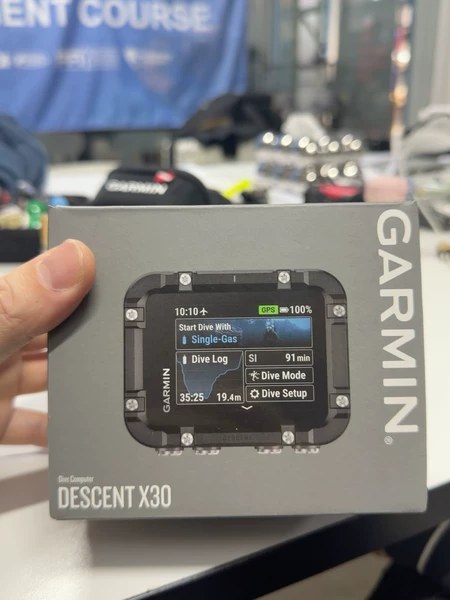 ENT COURSE.
GARMIN
GARMIN®
10:10
GPS
100%
Start Dive With
Single-Gas
Dive Log
35:25 19.4m
SI 91 min
Dive Mode
Dive Setup
GARMIN
Dive Computer
DESCENT X30